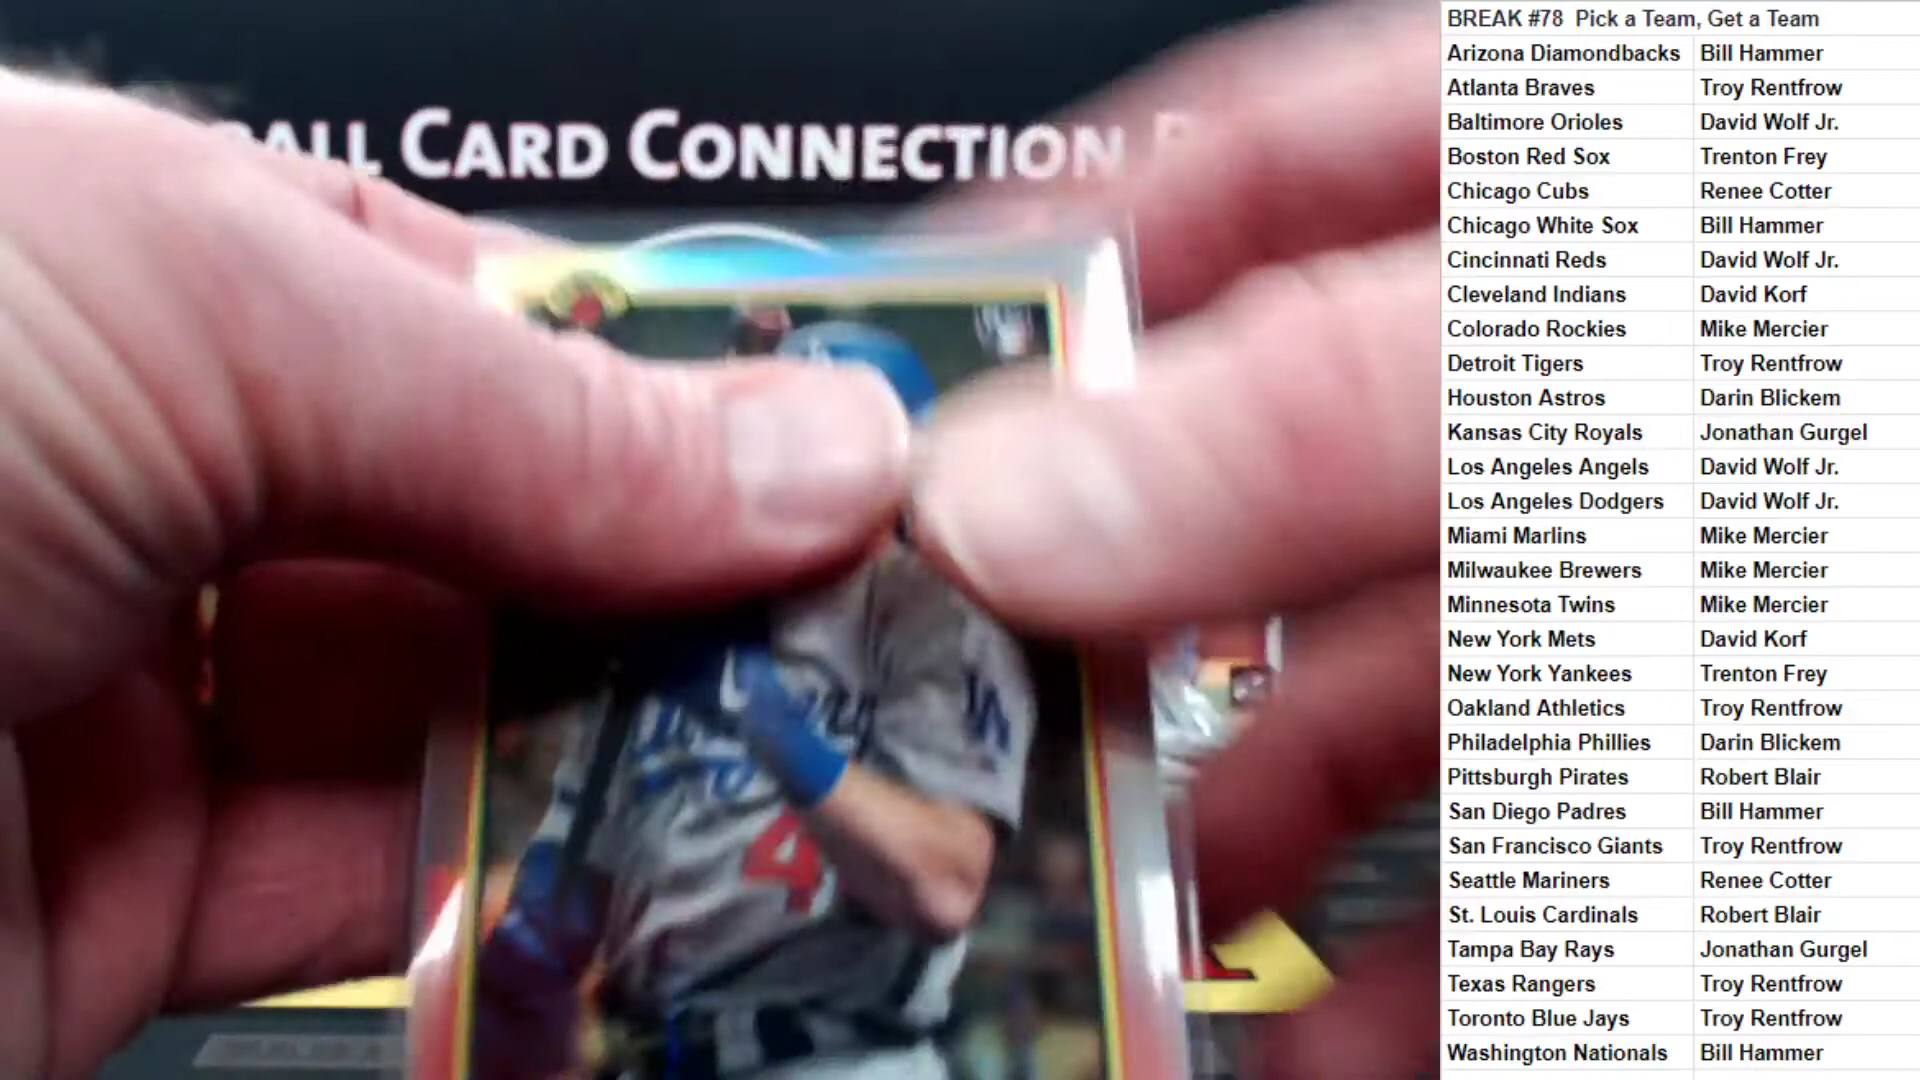 BREAK #78 Pick a Team, Get a Team
Arizona Diamondbacks Bill Hammer
Atlanta Braves Troy Rentfrow
Baltimore Orioles David Wolf Jr.
Boston Red Sox Trenton Frey
Chicago Cubs Renee Cotter
Chicago White Sox Bill Hammer
Cincinnati Reds David Wolf Jr.
Cleveland Indians David Korf
Colorado Rockies Mike Mercier
Detroit Tigers Troy Rentfrow
Houston Astros Darin Blickem
Kansas City Royals Jonathan Gurgel
Los Angeles Angels David Wolf Jr.
Los Angeles Dodgers David Wolf Jr.
Miami Marlins Mike Mercier
Milwaukee Brewers Mike Mercier
Minnesota Twins Mike Mercier
New York Mets David Korf
New York Yankees Trenton Frey
Oakland Athletics Troy Rentfrow
Philadelphia Phillies Darin Blickem
Pittsburgh Pirates Robert Blair
San Diego Padres Bill Hammer
San Francisco Giants Troy Rentfrow
Seattle Mariners Renee Cotter
St. Louis Cardinals Robert Blair
Tampa Bay Rays Jonathan Gurgel
Texas Rangers Troy Rentfrow
Toronto Blue Jays Troy Rentfrow
Washington Nationals Bill Hammer
ALL CARD CONNECTION
LA
4